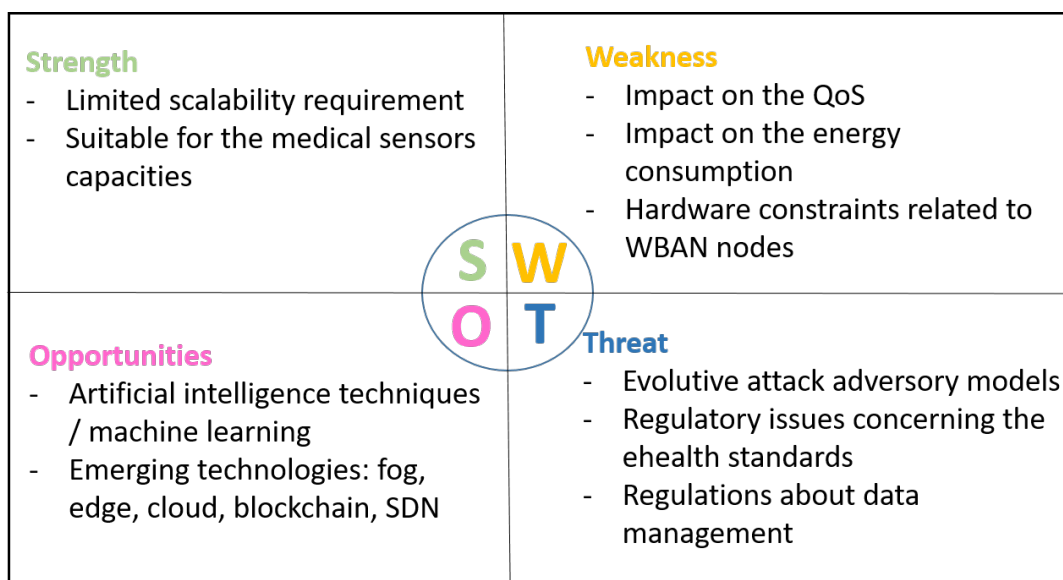 Strength
- Limited scalability requirement
- Suitable for the medical sensors
capacities
Weakness
- Impact on the QoS
- Impact on the energy
consumption
- Hardware constraints related to
WBAN nodes
S W
O T
Opportunities
- Artificial intelligence techniques
/ machine learning
- Emerging technologies: fog,
edge, cloud, blockchain, SDN
Threat
- Evolutive attack adversory models
- Regulatory issues concerning the
ehealth standards
- Regulations about data
management